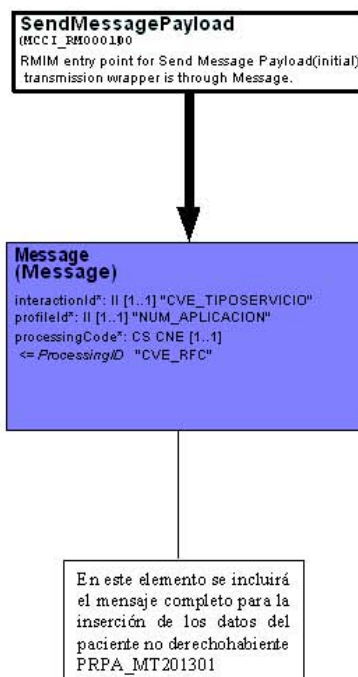 SendMessagePayload
(MCCI_RM000100
RMIM entry point for Send Message Payload(initial)
transmission wrapper is through Message.
Message
(Message)
interactionId*: II [1..1] "CVE_TIPOSERVICIO"
profileId*: II [1..1] "NUM_APLICACION"
processingCode*: CS CNE [1..1]
<= ProcessingID "CVE_RFC"
En este elemento se incluirá
el mensaje completo para la
inserción de los datos del
paciente no derechohabiente
PRPA_MT201301